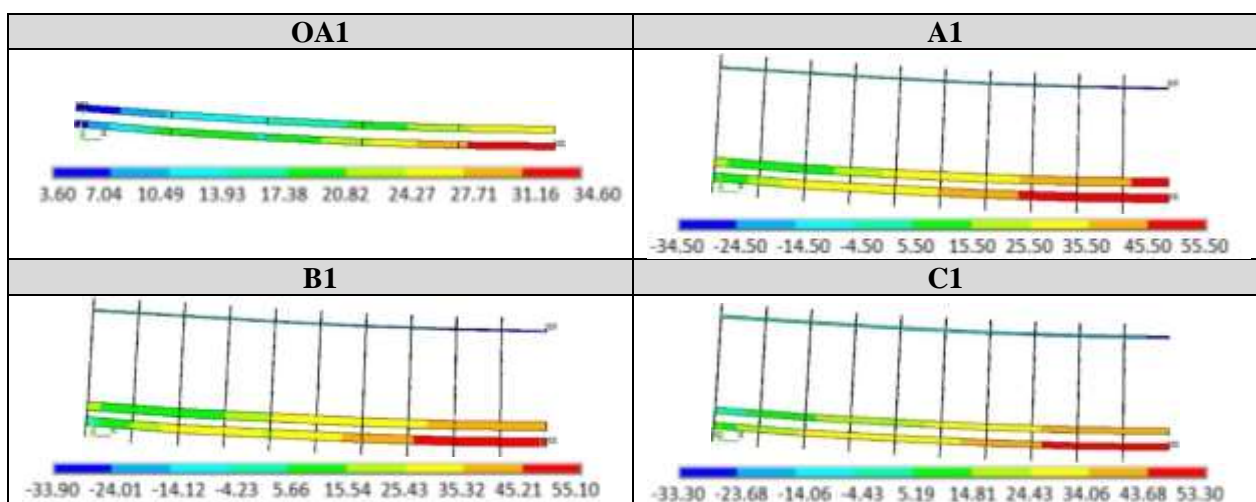 OA1
A1
3.60 7.04 10.49 13.93 17.38 20.82 24.27 27.71 31.16 34.60
-34.50 -24.50 -14.50 -4.50 5.50 15.50 25.50 35.50 45.50 55.50
B1
C1
-33.90 -24.01 -14.12 -4.23 5.66 15.54 25.43 35.32 45.21 55.10
-33.30 -23.68 -14.06 -4.43 5.19 14.81 24.43 34.06 43.68 53.30